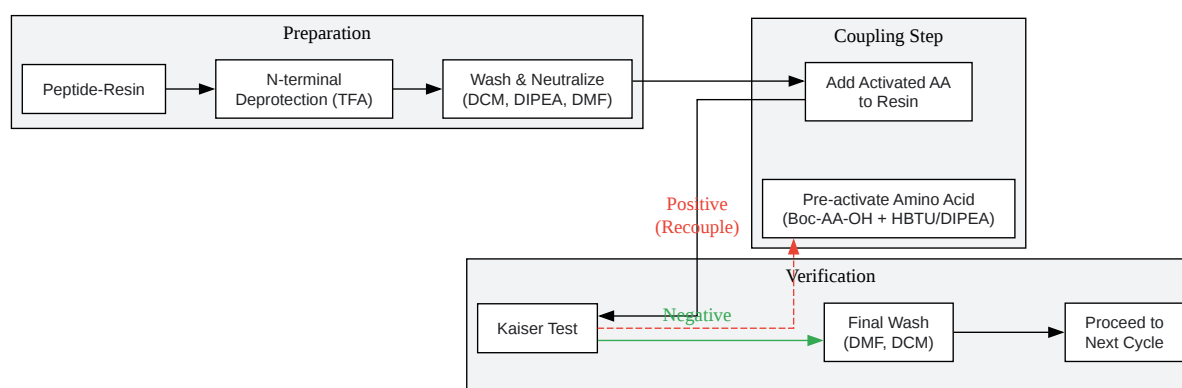 Preparation
Peptide-Resin
N-terminal
Deprotection (TFA)
Wash & Neutralize
(DCM, DIPEA, DMF)
Coupling Step
Add Activated AA
to Resin
Pre-activate Amino Acid
(Boc-AA-OH + HBTU/DIPEA)
Positive
(Recouple)
Verification
Kaiser Test
Negative
Final Wash
(DMF, DCM)
Proceed to
Next Cycle